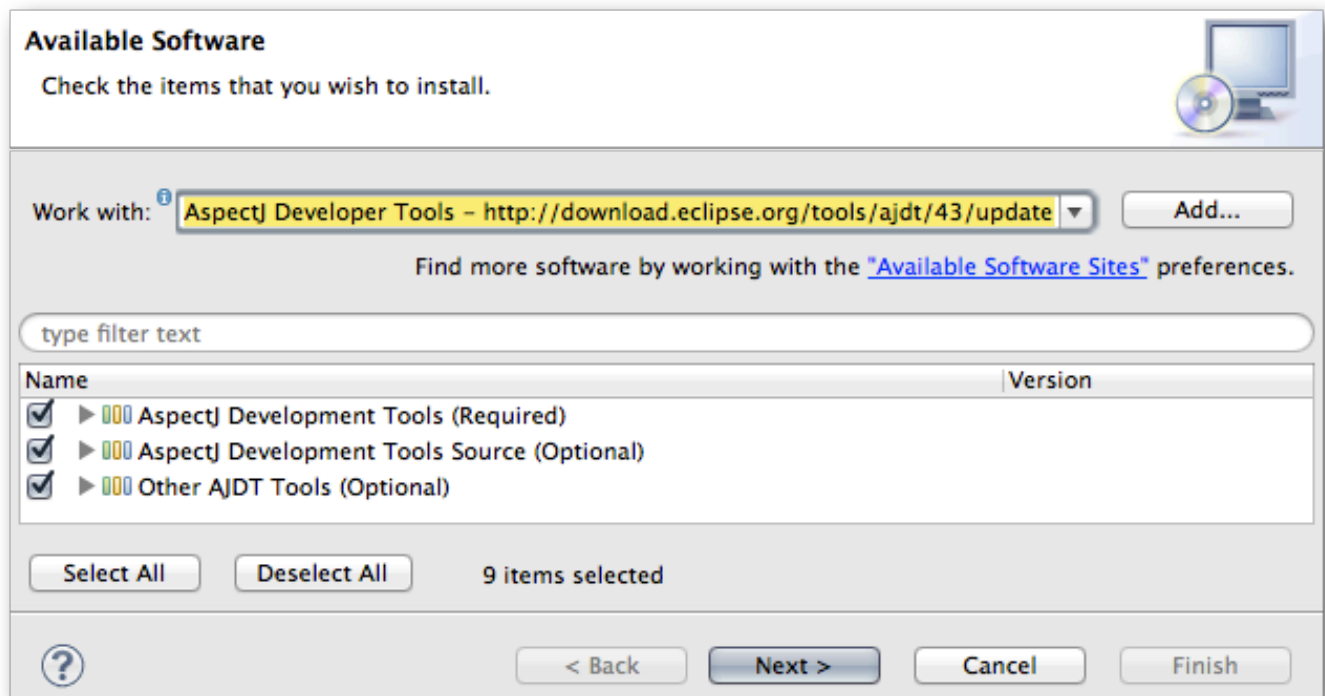 Available Software
Check the items that you wish to install.
Work with: AspectJ Developer Tools – http://download.eclipse.org/tools/ajdt/43/update Add...
Find more software by working with the "Available Software Sites" preferences.
type filter text
Name Version
AspectJ Development Tools (Required)
AspectJ Development Tools Source (Optional)
Other AJDT Tools (Optional)
Select All Deselect All 9 items selected
? < Back Next > Cancel Finish